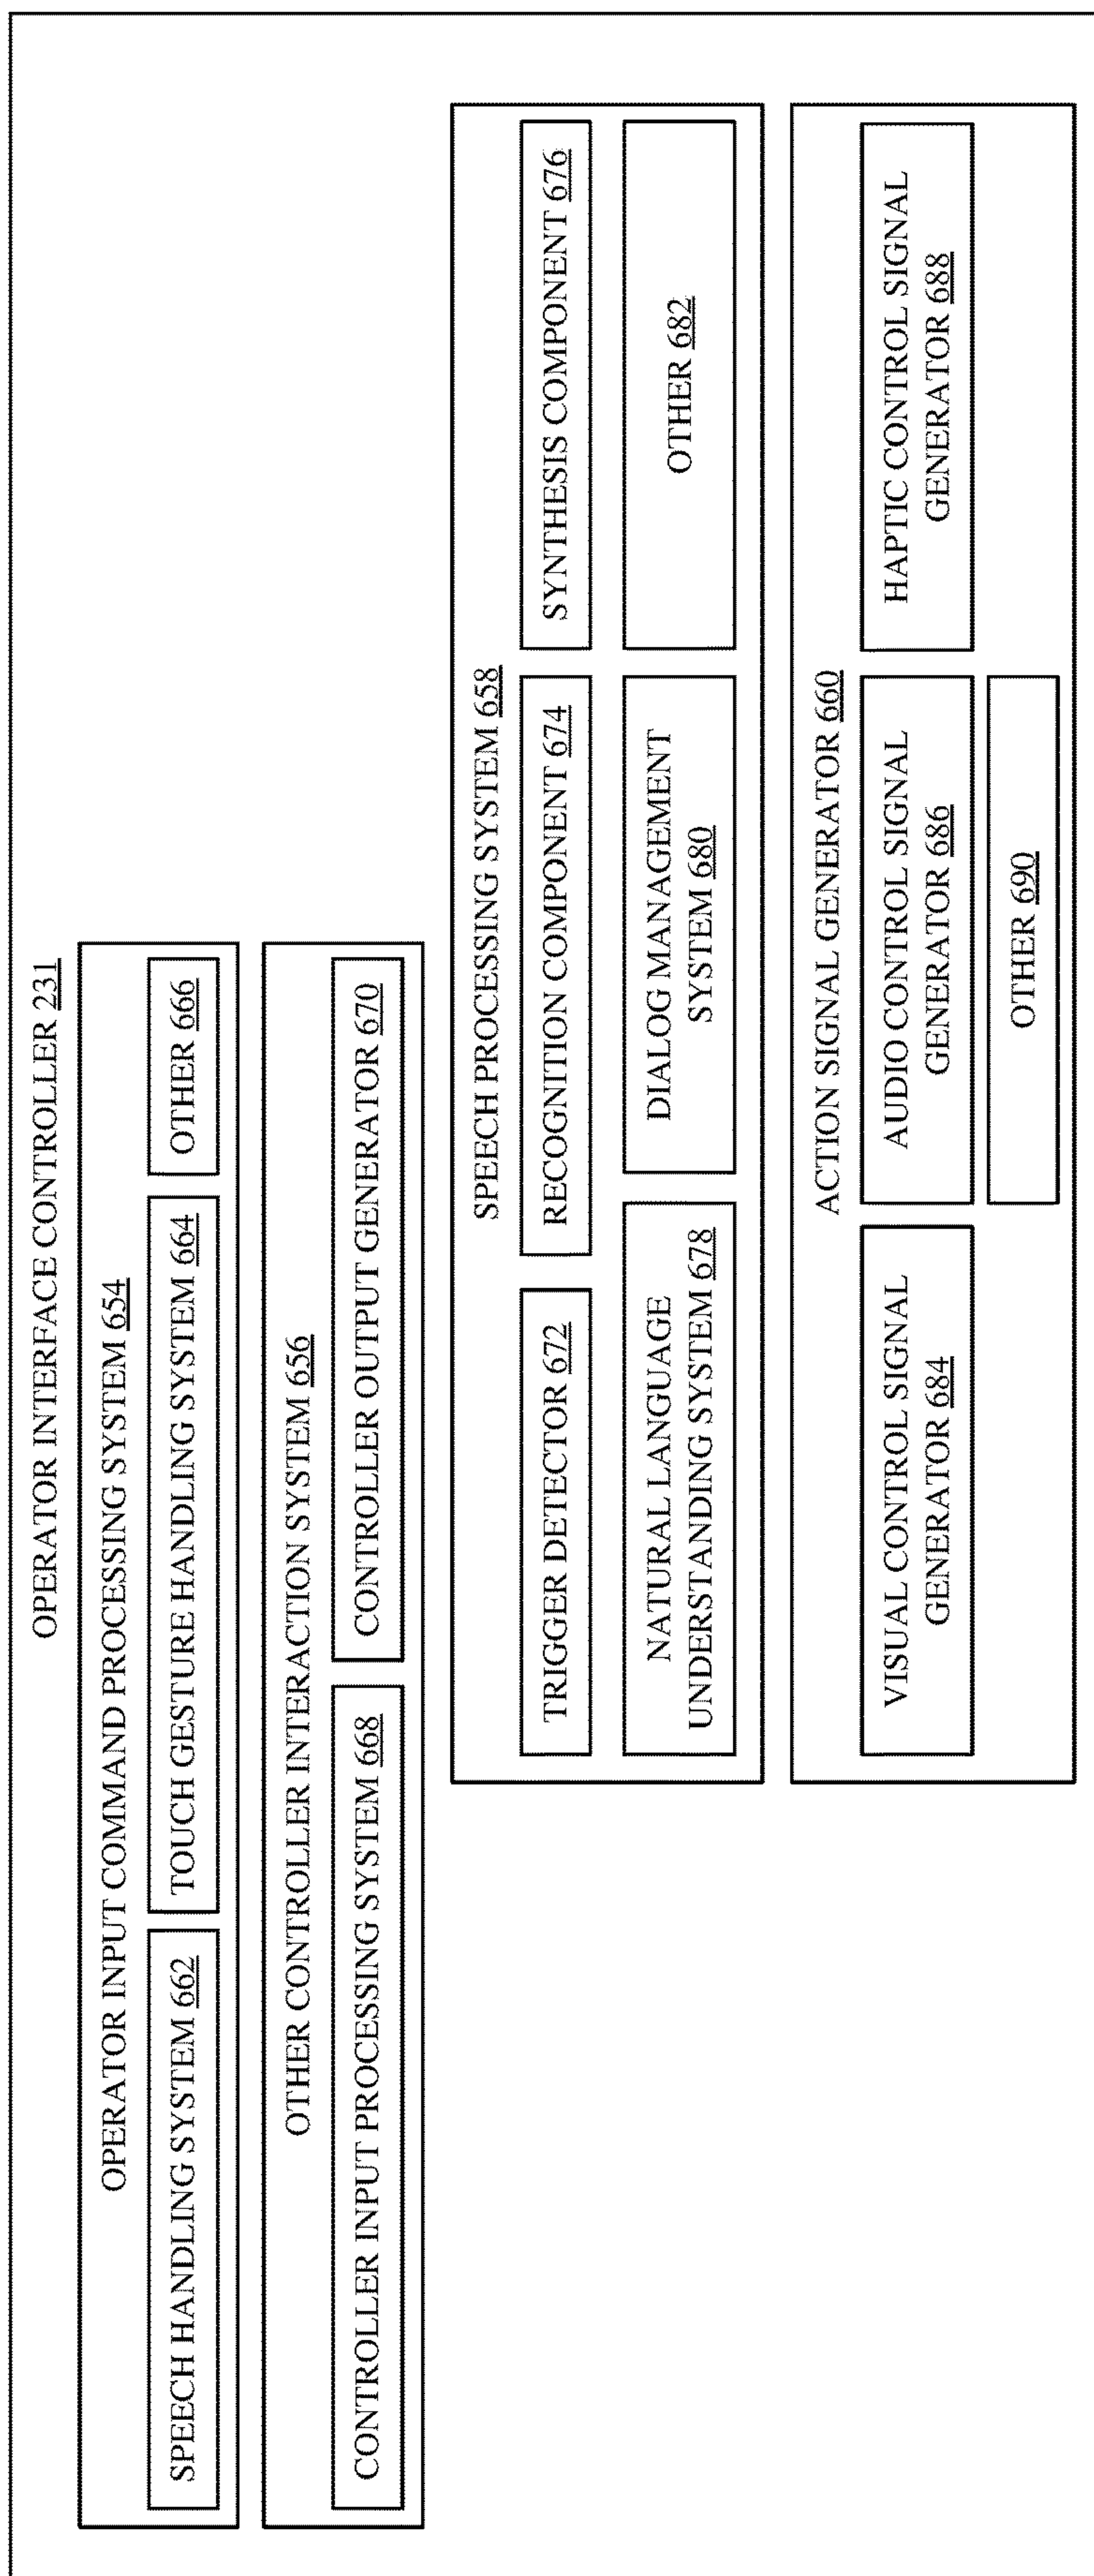 OPERATOR INTERFACE CONTROLLER 231
OPERATOR INPUT COMMAND PROCESSING SYSTEM 654
SPEECH HANDLING SYSTEM 662
TOUCH GESTURE HANDLING SYSTEM 664
OTHER 666
OTHER CONTROLLER INTERACTION SYSTEM 656
CONTROLLER INPUT PROCESSING SYSTEM 668
CONTROLLER OUTPUT GENERATOR 670
SPEECH PROCESSING SYSTEM 658
TRIGGER DETECTOR 672
RECOGNITION COMPONENT 674
SYNTHESIS COMPONENT 676
NATURAL LANGUAGE
UNDERSTANDING SYSTEM 678
DIALOG MANAGEMENT
SYSTEM 680
OTHER 682
ACTION SIGNAL GENERATOR 660
VISUAL CONTROL SIGNAL
GENERATOR 684
AUDIO CONTROL SIGNAL
GENERATOR 686
HAPTIC CONTROL SIGNAL
GENERATOR 688
OTHER 690